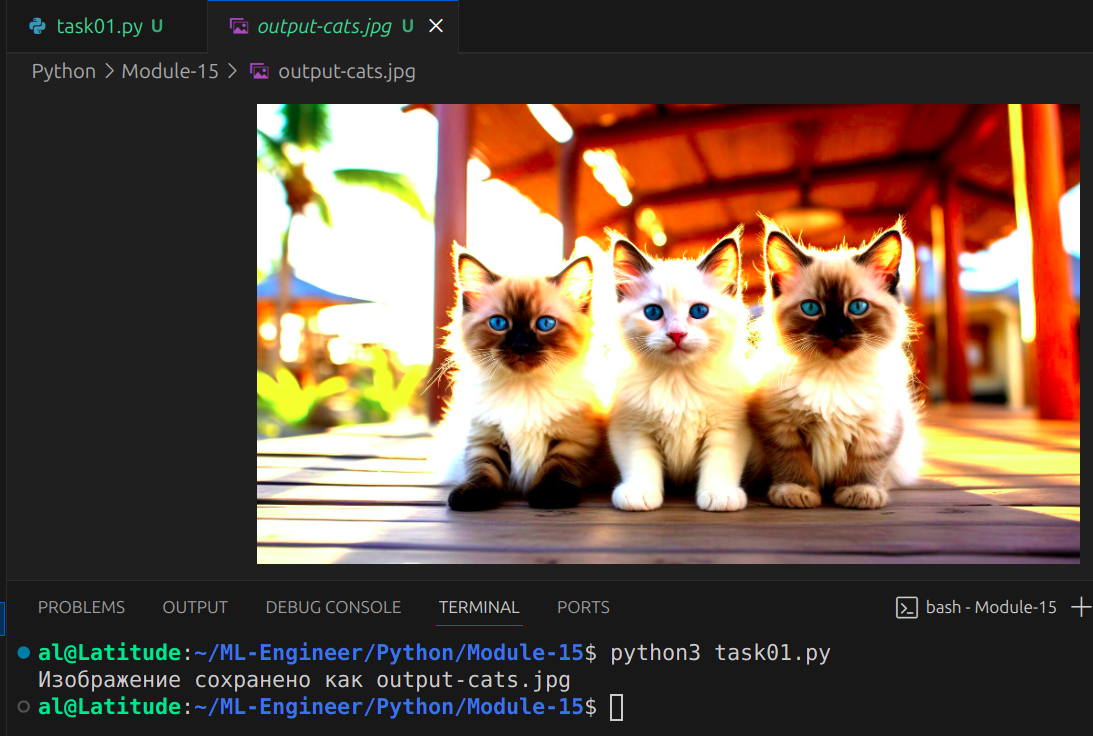 task01.py U
output-cats.jpg U
Python > Module-15 > output-cats.jpg
PROBLEMS OUTPUT DEBUG CONSOLE TERMINAL PORTS
bash - Module-15
al@Latitude:~/ML-Engineer/Python/Module-15$ python3 task01.py
Изображение сохранено как output-cats.jpg
al@Latitude:~/ML-Engineer/Python/Module-15$